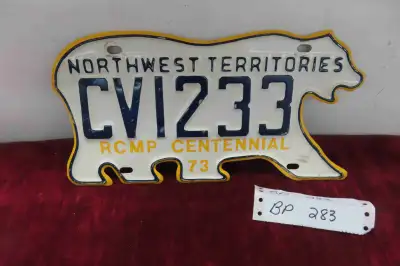 NORTHWEST TERRITORIES
CV1233
RCMP CENTENNIAL
73
BP 283